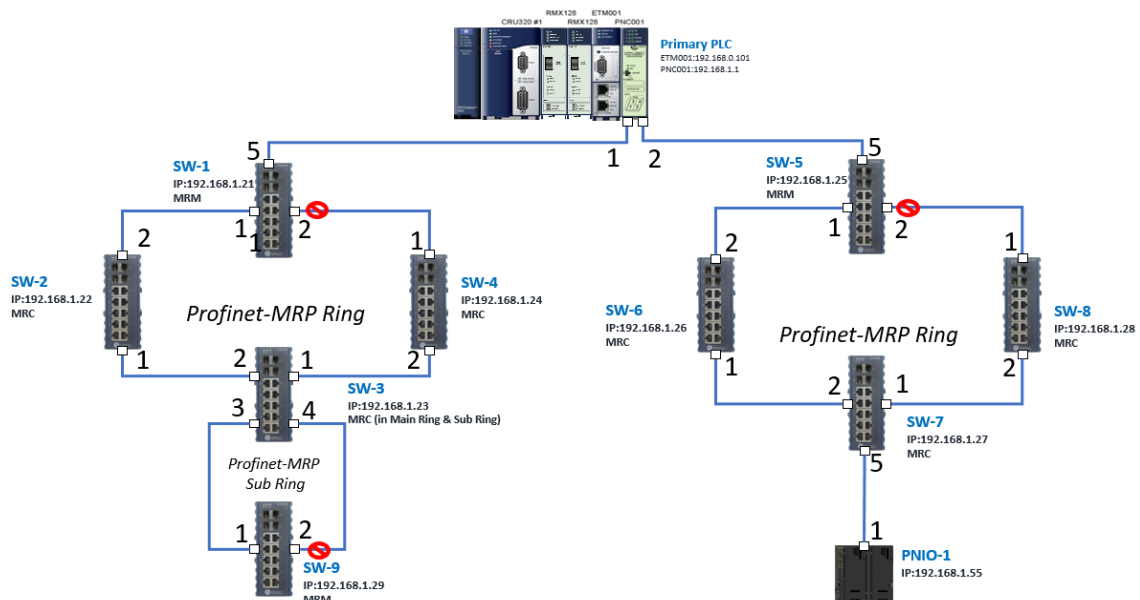 RMX128 ETM001
CRU320 #1 RMX128 PNC001
Primary PLC
ETM001:192.168.0.101
PNC001:192.168.1.1
1 2
5
SW-1
IP:192.168.1.21
MRM
1
1
2
2
SW-2
IP:192.168.1.22
MRC
1
1
SW-4
IP:192.168.1.24
MRC
2
Profinet-MRP Ring
2 1
SW-3
IP:192.168.1.23
MRC (in Main Ring & Sub Ring)
3 4
Profinet-MRP
Sub Ring
1 2
SW-9
IP:192.168.1.29
MRM
5
SW-5
IP:192.168.1.25
MRM
1 2
2
SW-6
IP:192.168.1.26
MRC
1
1
SW-8
IP:192.168.1.28
MRC
2
Profinet-MRP Ring
2 1
SW-7
IP:192.168.1.27
MRC
5
1
PNIO-1
IP:192.168.1.55